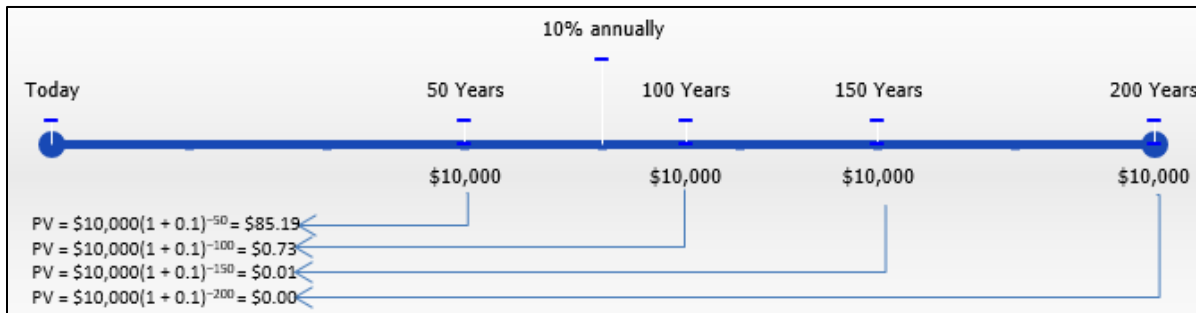 10% annually
Today 50 Years 100 Years 150 Years 200 Years
$10,000 $10,000 $10,000 $10,000
PV = $10,000(1 + 0.1)⁻⁵⁰ = $85.19
PV = $10,000(1 + 0.1)⁻¹⁰⁰ = $0.73
PV = $10,000(1 + 0.1)⁻¹⁵⁰ = $0.01
PV = $10,000(1 + 0.1)⁻²⁰⁰ = $0.00